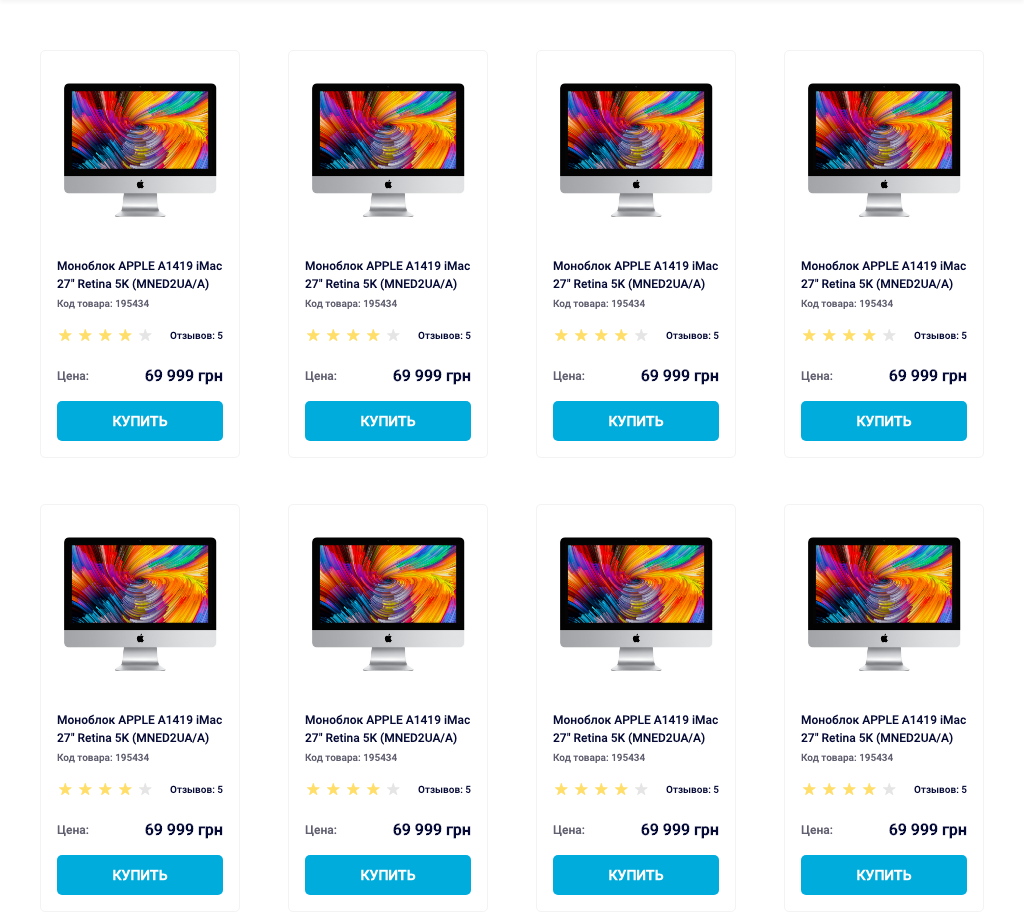 Моноблок APPLE A1419 iMac
27" Retina 5K (MNED2UA/A)
Код товара: 195434
Отзывов: 5
Цена: 69 999 грн
КУПИТЬ
Моноблок APPLE A1419 iMac
27" Retina 5K (MNED2UA/A)
Код товара: 195434
Отзывов: 5
Цена: 69 999 грн
КУПИТЬ
Моноблок APPLE A1419 iMac
27" Retina 5K (MNED2UA/A)
Код товара: 195434
Отзывов: 5
Цена: 69 999 грн
КУПИТЬ
Моноблок APPLE A1419 iMac
27" Retina 5K (MNED2UA/A)
Код товара: 195434
Отзывов: 5
Цена: 69 999 грн
КУПИТЬ
Моноблок APPLE A1419 iMac
27" Retina 5K (MNED2UA/A)
Код товара: 195434
Отзывов: 5
Цена: 69 999 грн
КУПИТЬ
Моноблок APPLE A1419 iMac
27" Retina 5K (MNED2UA/A)
Код товара: 195434
Отзывов: 5
Цена: 69 999 грн
КУПИТЬ
Моноблок APPLE A1419 iMac
27" Retina 5K (MNED2UA/A)
Код товара: 195434
Отзывов: 5
Цена: 69 999 грн
КУПИТЬ
Моноблок APPLE A1419 iMac
27" Retina 5K (MNED2UA/A)
Код товара: 195434
Отзывов: 5
Цена: 69 999 грн
КУПИТЬ